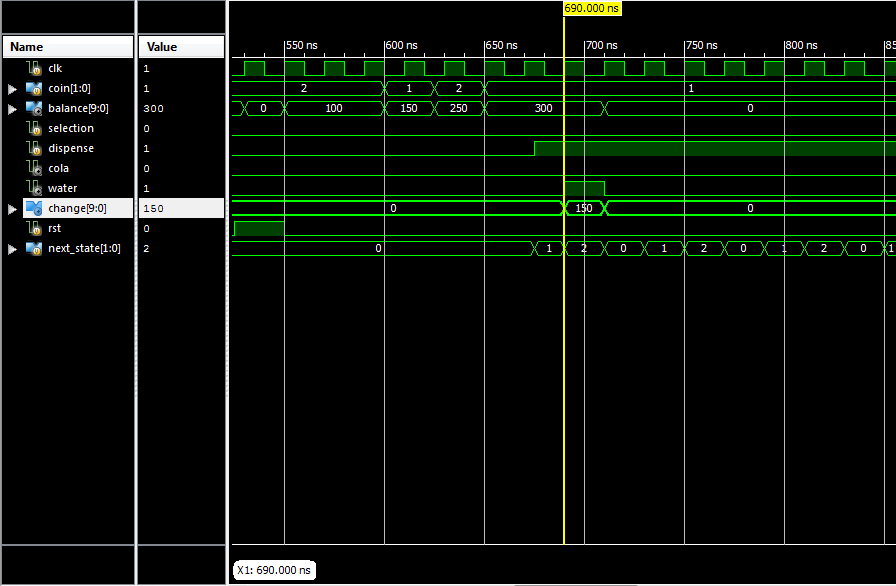 690.000 ns
Name Value
550 ns 600 ns 650 ns 700 ns 750 ns 800 ns 85
clk 1
coin[1:0] 1 2 1 2 1
balance[9:0] 300 0 100 150 250 300 0
selection 0
dispense 1
cola 0
water 1
change[9:0] 150 0 150 0
rst 0
next_state[1:0] 2 0 1 2 0 1 2 0 1 2 0 1
X1: 690.000 ns